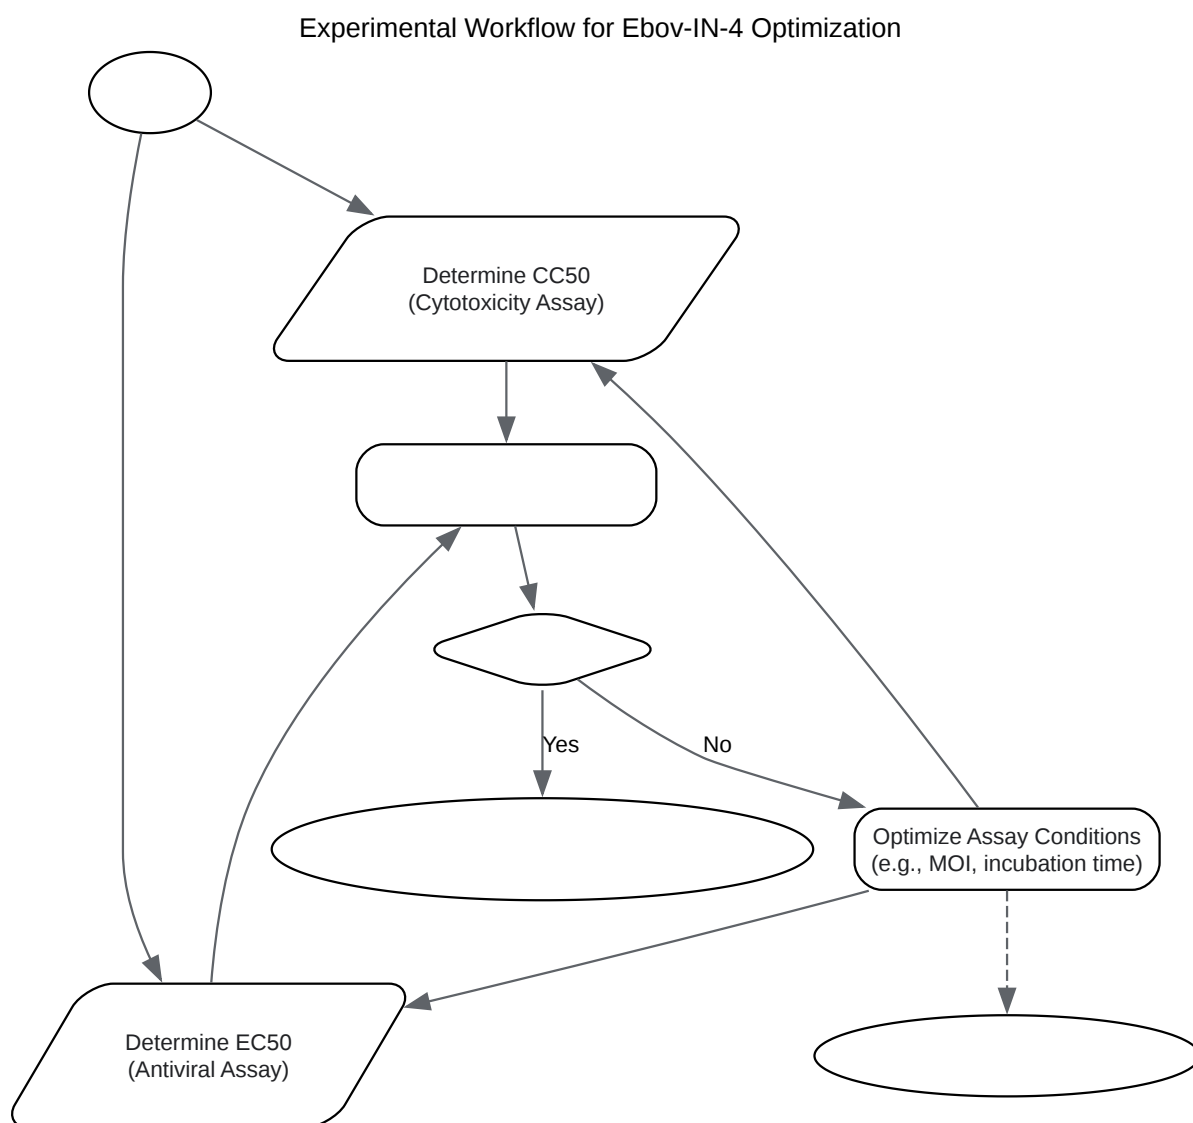 Experimental Workflow for Ebov-IN-4 Optimization
Determine CC50
(Cytotoxicity Assay)
Yes
No
Optimize Assay Conditions
(e.g., MOI, incubation time)
Determine EC50
(Antiviral Assay)